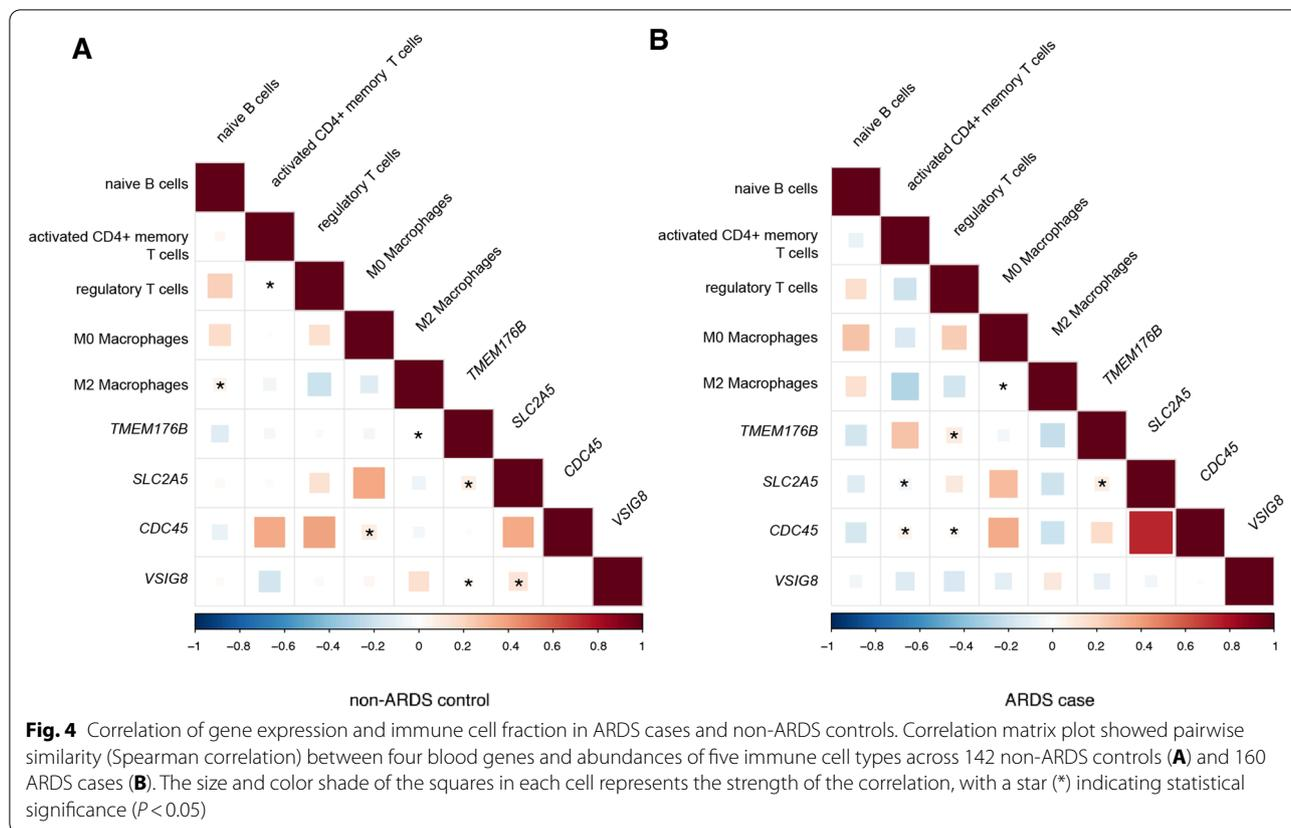 A
B
naive B cells
activated CD4+ memory T cells
regulatory T cells
M0 Macrophages
M2 Macrophages
TMEM176B
SLC2A5
CDC45
VSIG8
naive B cells
activated CD4+ memory
T cells
regulatory T cells
M0 Macrophages
M2 Macrophages
TMEM176B
SLC2A5
CDC45
VSIG8
*
*
*
*
*
*
*
−1 −0.8 −0.6 −0.4 −0.2 0 0.2 0.4 0.6 0.8 1
non-ARDS control
naive B cells
activated CD4+ memory T cells
regulatory T cells
M0 Macrophages
M2 Macrophages
TMEM176B
SLC2A5
CDC45
VSIG8
naive B cells
activated CD4+ memory
T cells
regulatory T cells
M0 Macrophages
M2 Macrophages
TMEM176B
SLC2A5
CDC45
VSIG8
*
*
* *
* *
−1 −0.8 −0.6 −0.4 −0.2 0 0.2 0.4 0.6 0.8 1
ARDS case
Fig. 4 Correlation of gene expression and immune cell fraction in ARDS cases and non-ARDS controls. Correlation matrix plot showed pairwise
similarity (Spearman correlation) between four blood genes and abundances of five immune cell types across 142 non-ARDS controls (A) and 160
ARDS cases (B). The size and color shade of the squares in each cell represents the strength of the correlation, with a star (*) indicating statistical
significance (P < 0.05)